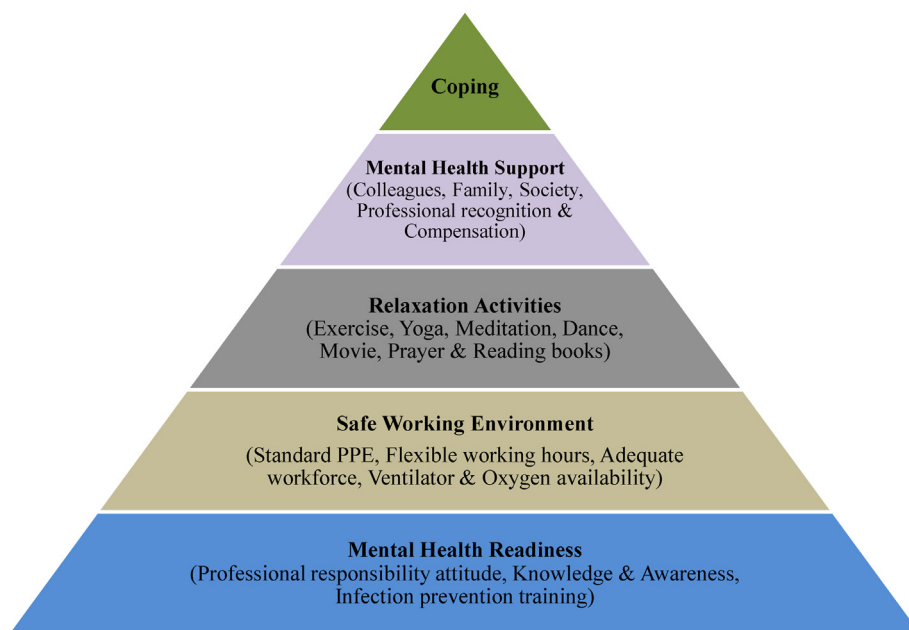 Coping
Mental Health Support
(Colleagues, Family, Society,
Professional recognition &
Compensation)
Relaxation Activities
(Exercise, Yoga, Meditation, Dance,
Movie, Prayer & Reading books)
Safe Working Environment
(Standard PPE, Flexible working hours, Adequate
workforce, Ventilator & Oxygen availability)
Mental Health Readiness
(Professional responsibility attitude, Knowledge & Awareness,
Infection prevention training)